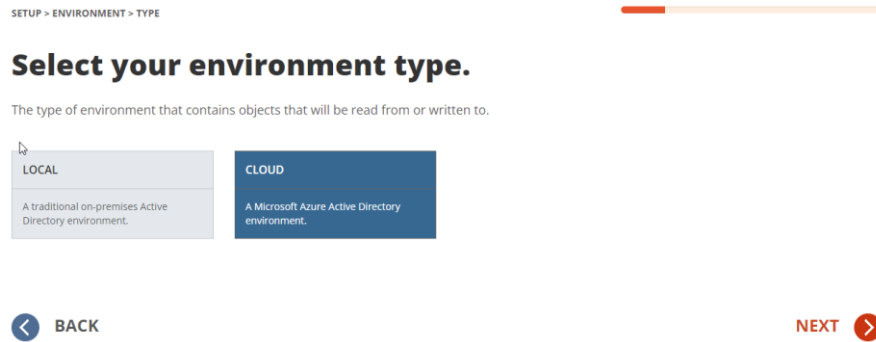 SETUP > ENVIRONMENT > TYPE
Select your environment type.
The type of environment that contains objects that will be read from or written to.
LOCAL
A traditional on-premises Active
Directory environment.
CLOUD
A Microsoft Azure Active Directory
environment.
BACK
NEXT